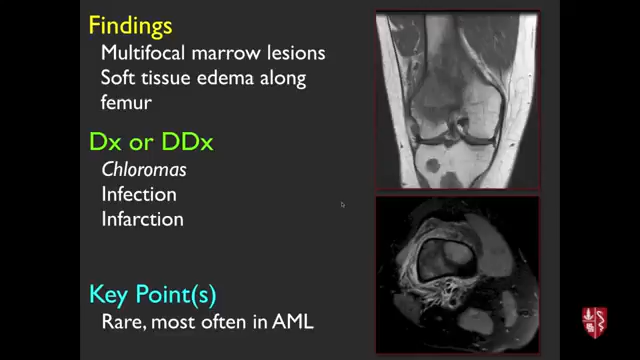 Findings
Multifocal marrow lesions
Soft tissue edema along
femur
Dx or DDx
Chloromas
Infection
Infarction
Key Point(s)
Rare, most often in AML